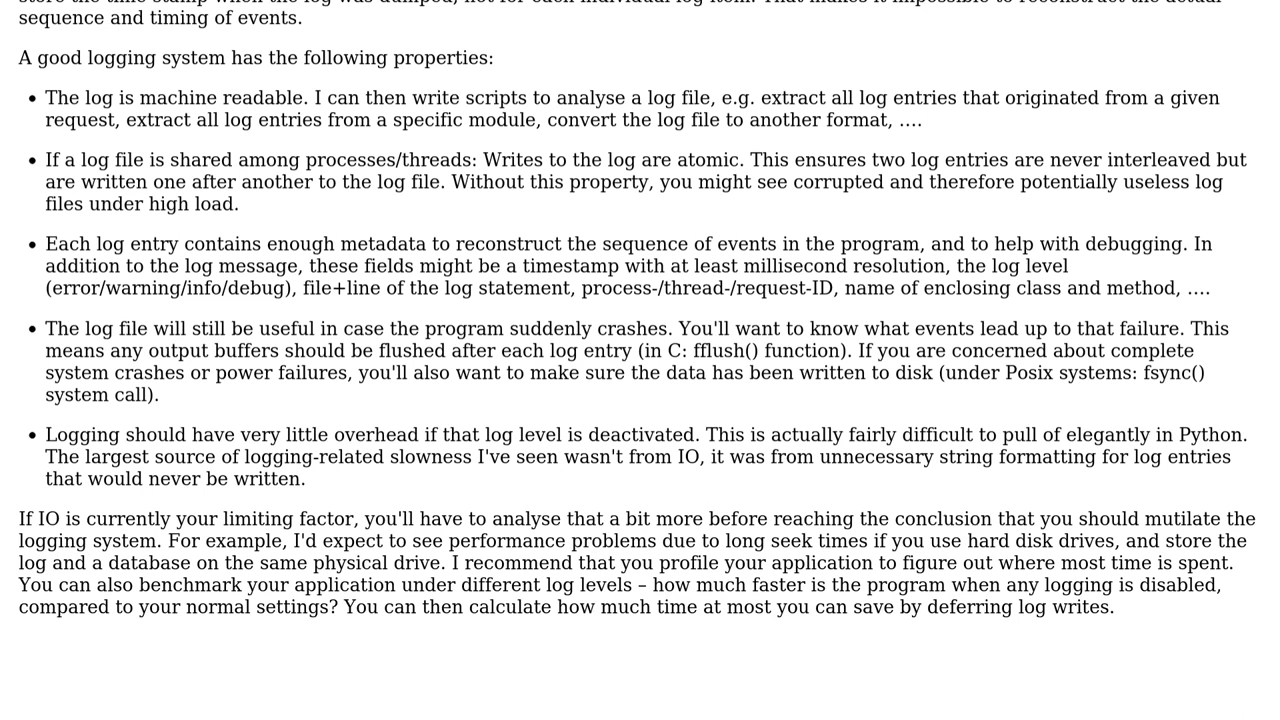 sequence and timing of events.
A good logging system has the following properties:
• The log is machine readable. I can then write scripts to analyse a log file, e.g. extract all log entries that originated from a given
request, extract all log entries from a specific module, convert the log file to another format, ….
• If a log file is shared among processes/threads: Writes to the log are atomic. This ensures two log entries are never interleaved but
are written one after another to the log file. Without this property, you might see corrupted and therefore potentially useless log
files under high load.
• Each log entry contains enough metadata to reconstruct the sequence of events in the program, and to help with debugging. In
addition to the log message, these fields might be a timestamp with at least millisecond resolution, the log level
(error/warning/info/debug), file+line of the log statement, process-/thread-/request-ID, name of enclosing class and method, ….
• The log file will still be useful in case the program suddenly crashes. You'll want to know what events lead up to that failure. This
means any output buffers should be flushed after each log entry (in C: fflush() function). If you are concerned about complete
system crashes or power failures, you'll also want to make sure the data has been written to disk (under Posix systems: fsync()
system call).
• Logging should have very little overhead if that log level is deactivated. This is actually fairly difficult to pull of elegantly in Python.
The largest source of logging-related slowness I've seen wasn't from IO, it was from unnecessary string formatting for log entries
that would never be written.
If IO is currently your limiting factor, you'll have to analyse that a bit more before reaching the conclusion that you should mutilate the
logging system. For example, I'd expect to see performance problems due to long seek times if you use hard disk drives, and store the
log and a database on the same physical drive. I recommend that you profile your application to figure out where most time is spent.
You can also benchmark your application under different log levels – how much faster is the program when any logging is disabled,
compared to your normal settings? You can then calculate how much time at most you can save by deferring log writes.